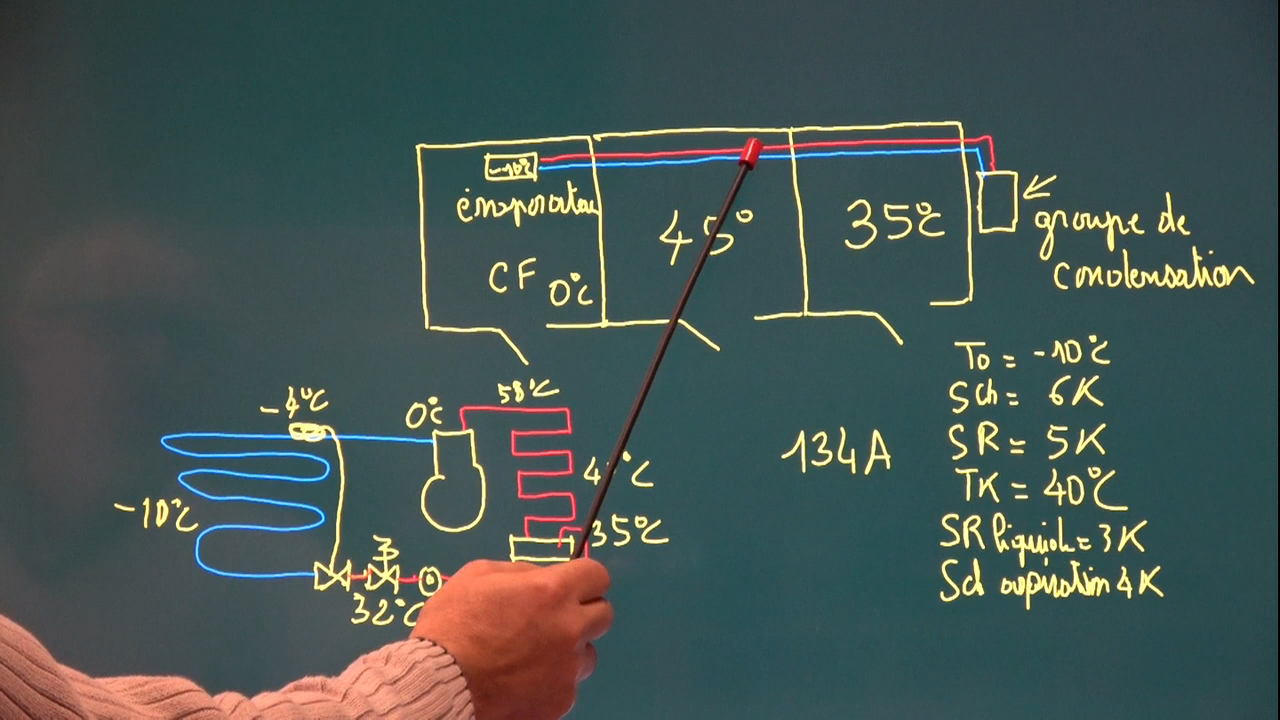 -10°c
évaporateu
CF 0°c
45°
35°c
groupe de
condensation
-4°C
0°c
58°C
-10°c
35°C
32°C
134A
To = -10°c
Sch = 6K
SR = 5K
TK = 40°C
SR liquide = 3K
Sch aspiration 4K